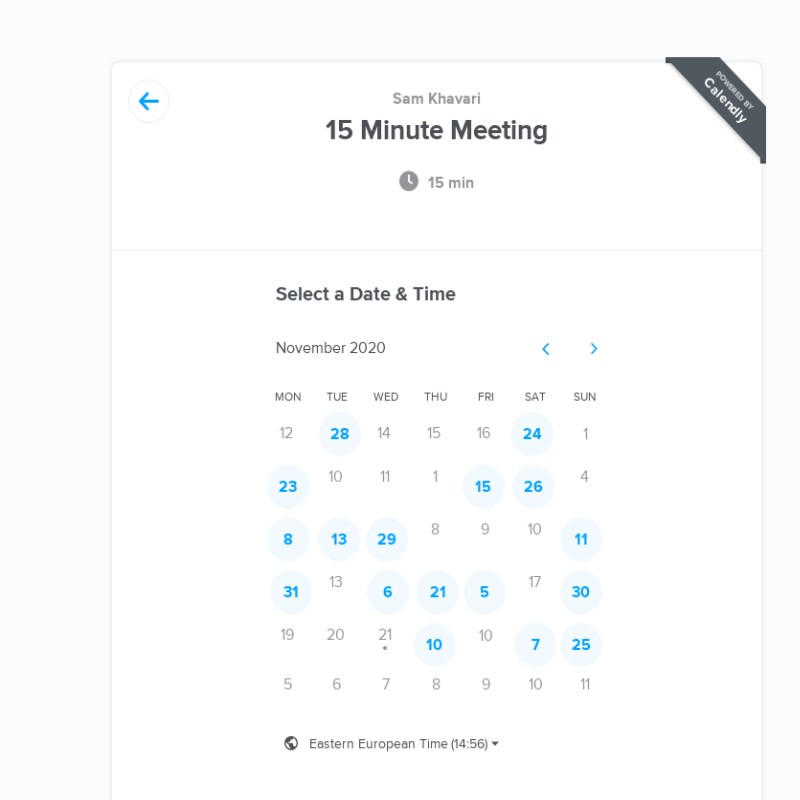 POWERED BY
Calendly
Sam Khavari
15 Minute Meeting
15 min
Select a Date & Time
November 2020
MON TUE WED THU FRI SAT SUN
12 28 14 15 16 24 1
23 10 11 1 15 26 4
8 13 29 8 9 10 11
31 13 6 21 5 17 30
19 20 21 10 10 7 25
5 6 7 8 9 10 11
Eastern European Time (14:56)